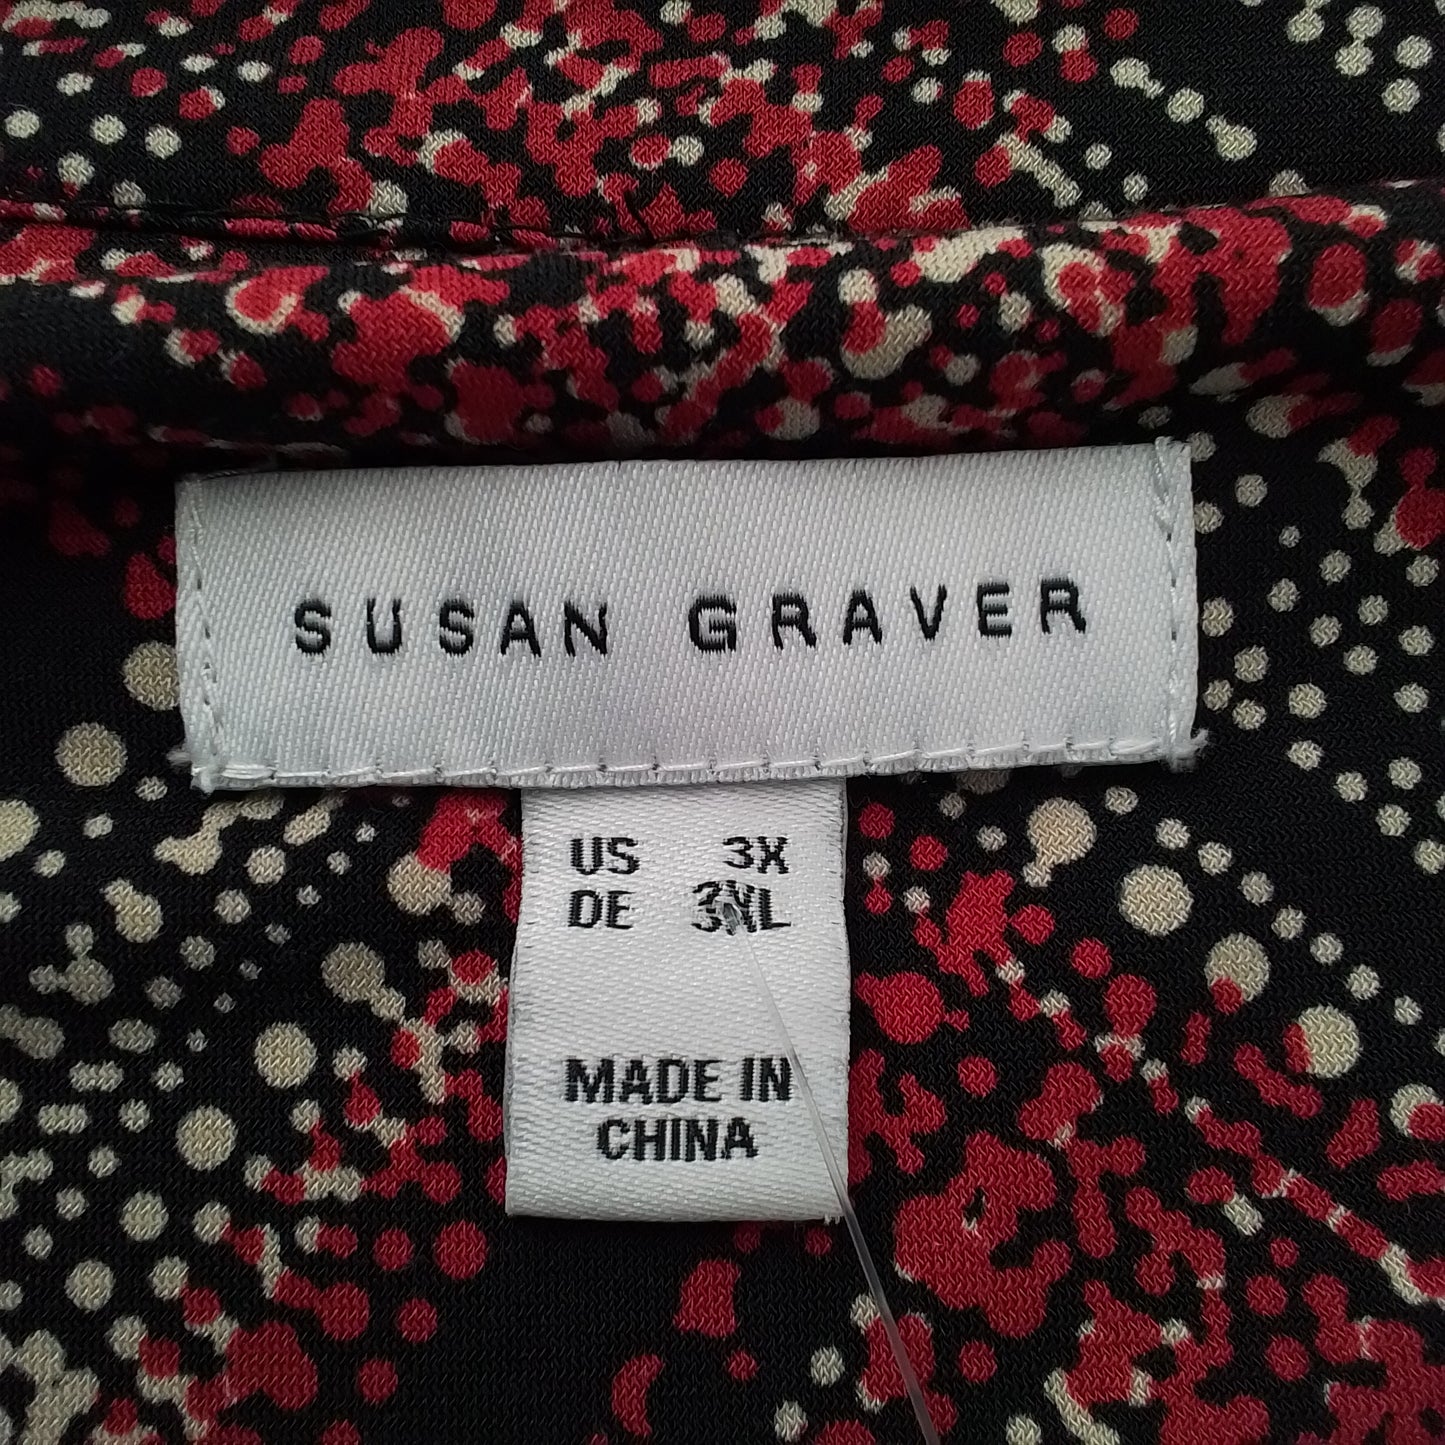 SUSAN GRAVER
US 3X
DE 3XL
MADE IN
CHINA